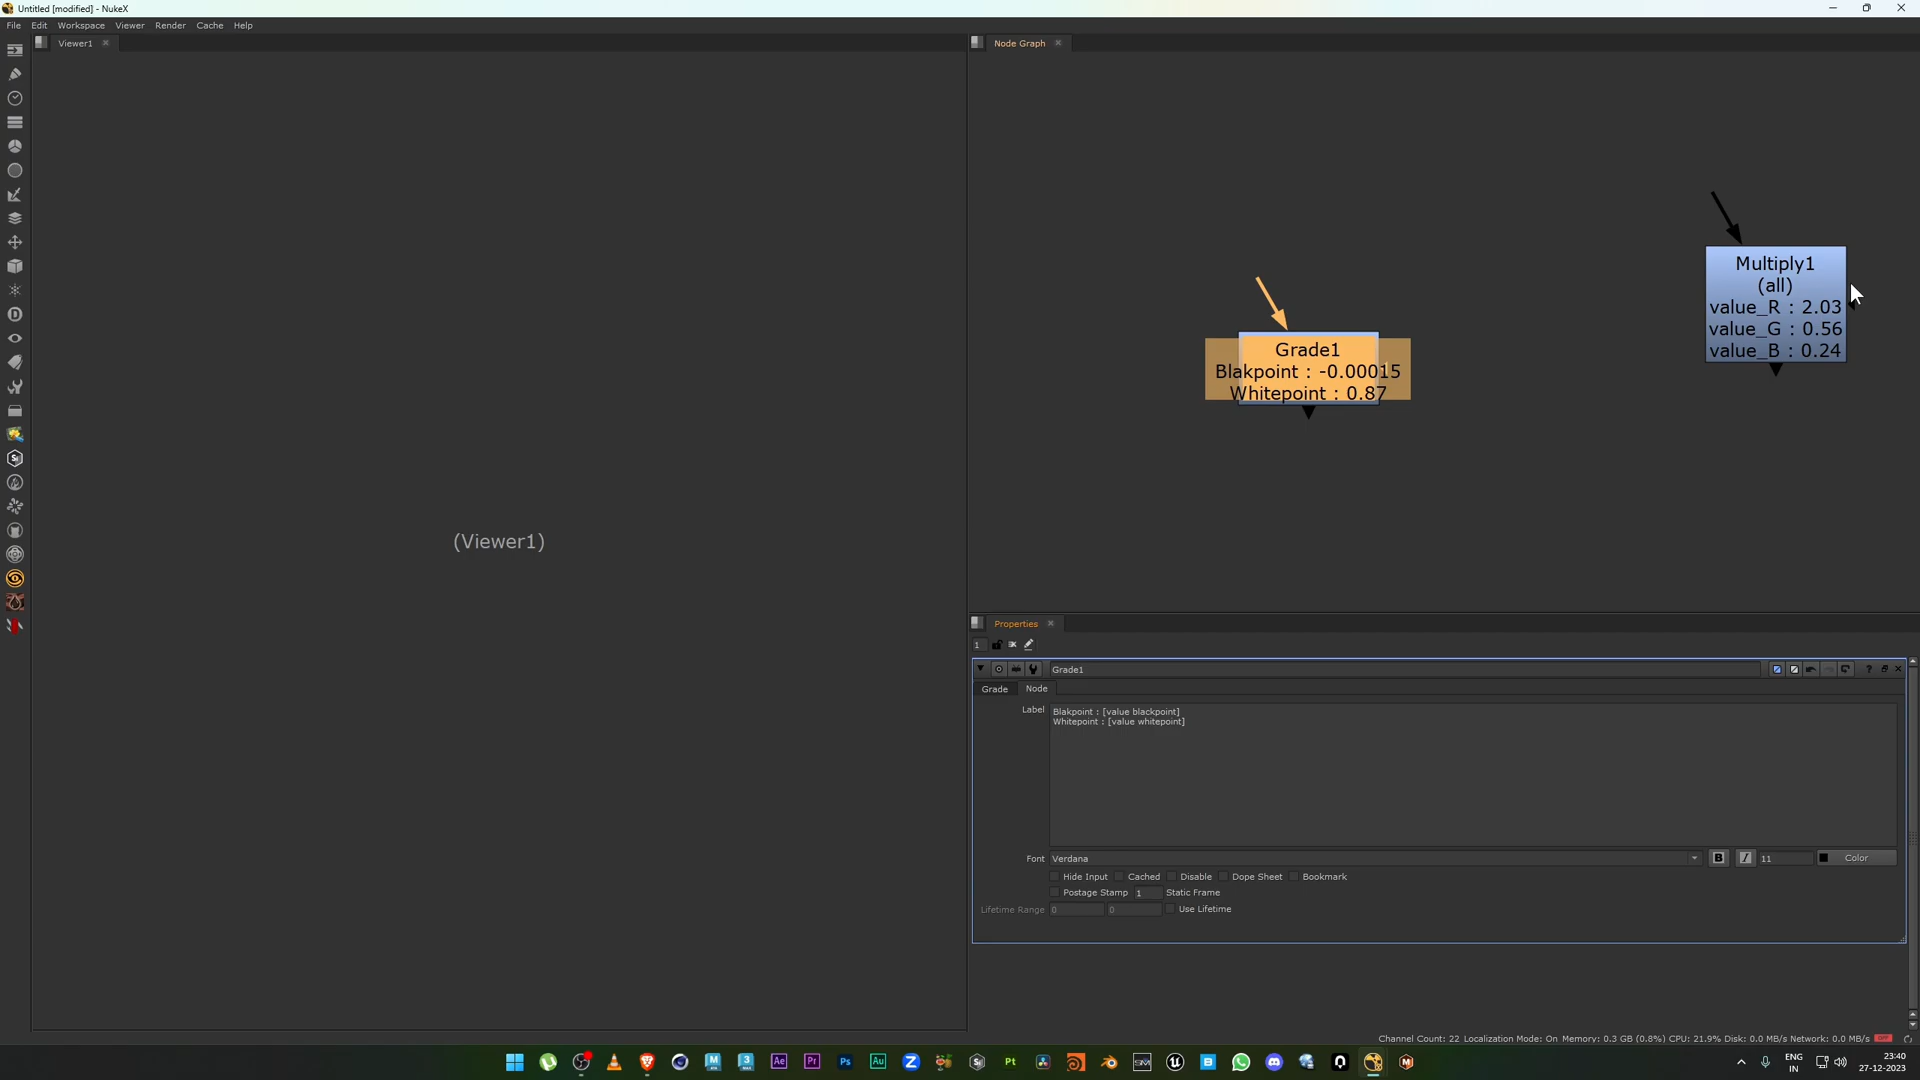 Untitled [modified] - NukeX
File Edit Workspace Viewer Render Cache Help
Viewer1
Node Graph
Multiply1
(all)
value_R : 2.03
value_G : 0.56
value_B : 0.24
Grade1
Blakpoint : -0.00015
Whitepoint : 0.87
(Viewer1)
Properties
1
Grade1
Grade Node
Label
Blakpoint : [value blackpoint]
Whitepoint : [value whitepoint]
Font Verdana B I 11 Color
Hide Input Cached Disable Dope Sheet Bookmark
Postage Stamp 1 Static Frame
Lifetime Range 0 0 Use Lifetime
Channel Count: 22 Localization Mode: On Memory: 0.3 GB (0.8%) CPU: 21.9% Disk: 0.0 MB/s Network: 0.0 MB/s
ENG
IN
23:40
27-12-2023